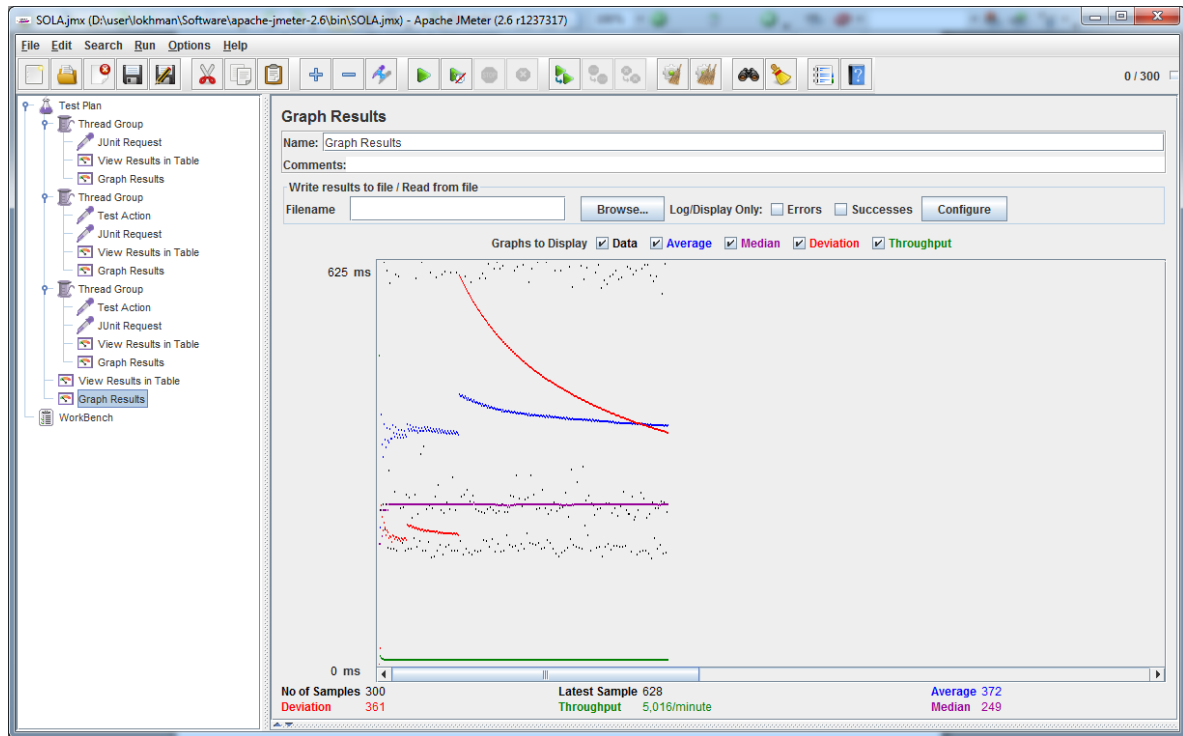 SOLA.jmx (D:\user\lokhman\Software\apache-jmeter-2.6\bin\SOLA.jmx) - Apache JMeter (2.6 r1237317)
File Edit Search Run Options Help
0 / 300
Test Plan
Thread Group
JUnit Request
View Results in Table
Graph Results
Thread Group
Test Action
JUnit Request
View Results in Table
Graph Results
Thread Group
Test Action
JUnit Request
View Results in Table
Graph Results
View Results in Table
Graph Results
WorkBench
Graph Results
Name: Graph Results
Comments:
Write results to file / Read from file
Filename Browse... Log/Display Only: Errors Successes Configure
Graphs to Display Data Average Median Deviation Throughput
625 ms
0 ms
No of Samples 300 Latest Sample 628 Average 372
Deviation 361 Throughput 5,016/minute Median 249